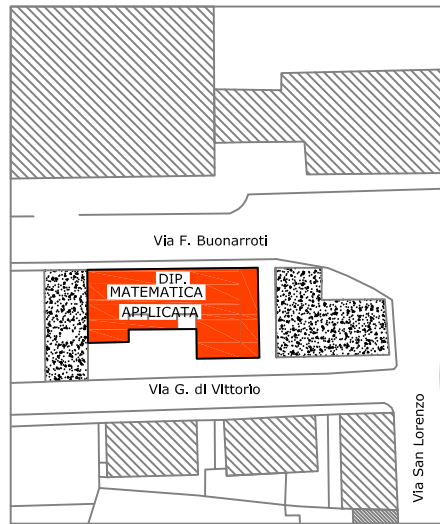 Via F. Buonarroti
DIP.
MATEMATICA
APPLICATA
Via G. di Vittorio
Via San Lorenzo